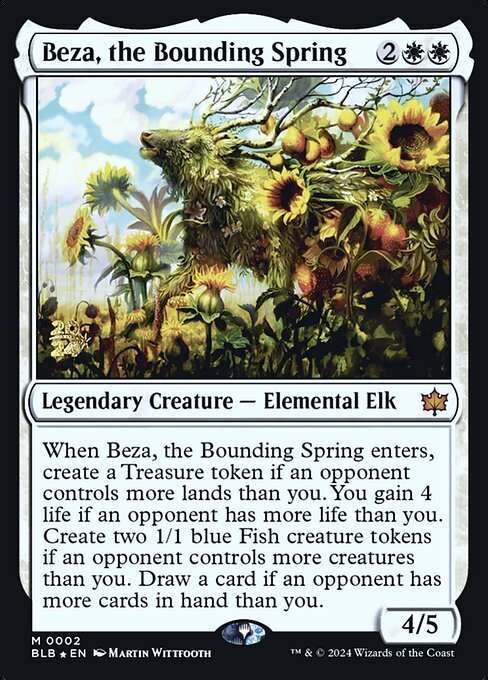 Beza, the Bounding Spring 2
Legendary Creature — Elemental Elk
When Beza, the Bounding Spring enters,
create a Treasure token if an opponent
controls more lands than you. You gain 4
life if an opponent has more life than you.
Create two 1/1 blue Fish creature tokens
if an opponent controls more creatures
than you. Draw a card if an opponent has
more cards in hand than you.
4/5
M 0002
BLB ★ EN Martin Wittfooth
™ & © 2024 Wizards of the Coast